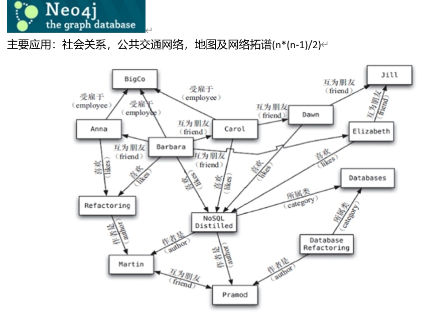 Neo4j
the graph database
主要应用：社会关系，公共交通网络，地图及网络拓谱(n*(n-1)/2)
BigCo
Jill
受雇于
(employee)
受雇于
(employee)
受雇于
(employee)
互为朋友
(friend)
互为朋友
(friend)
互为朋友
(friend)
Anna
Barbara
Carol
Dawn
Elizabeth
互为朋友
(friend)
互为朋友
(friend)
互为朋友
(friend)
喜欢
(likes)
喜欢
(likes)
喜欢
(likes)
喜欢
(likes)
喜欢
(likes)
喜欢
(likes)
Databases
所属类
(category)
所属类
(category)
Refactoring
NoSQL
Distilled
Database
Refactoring
作者是
(author)
作者是
(author)
作者是
(author)
作者是
(author)
Martin
互为朋友
(friend)
Pramod